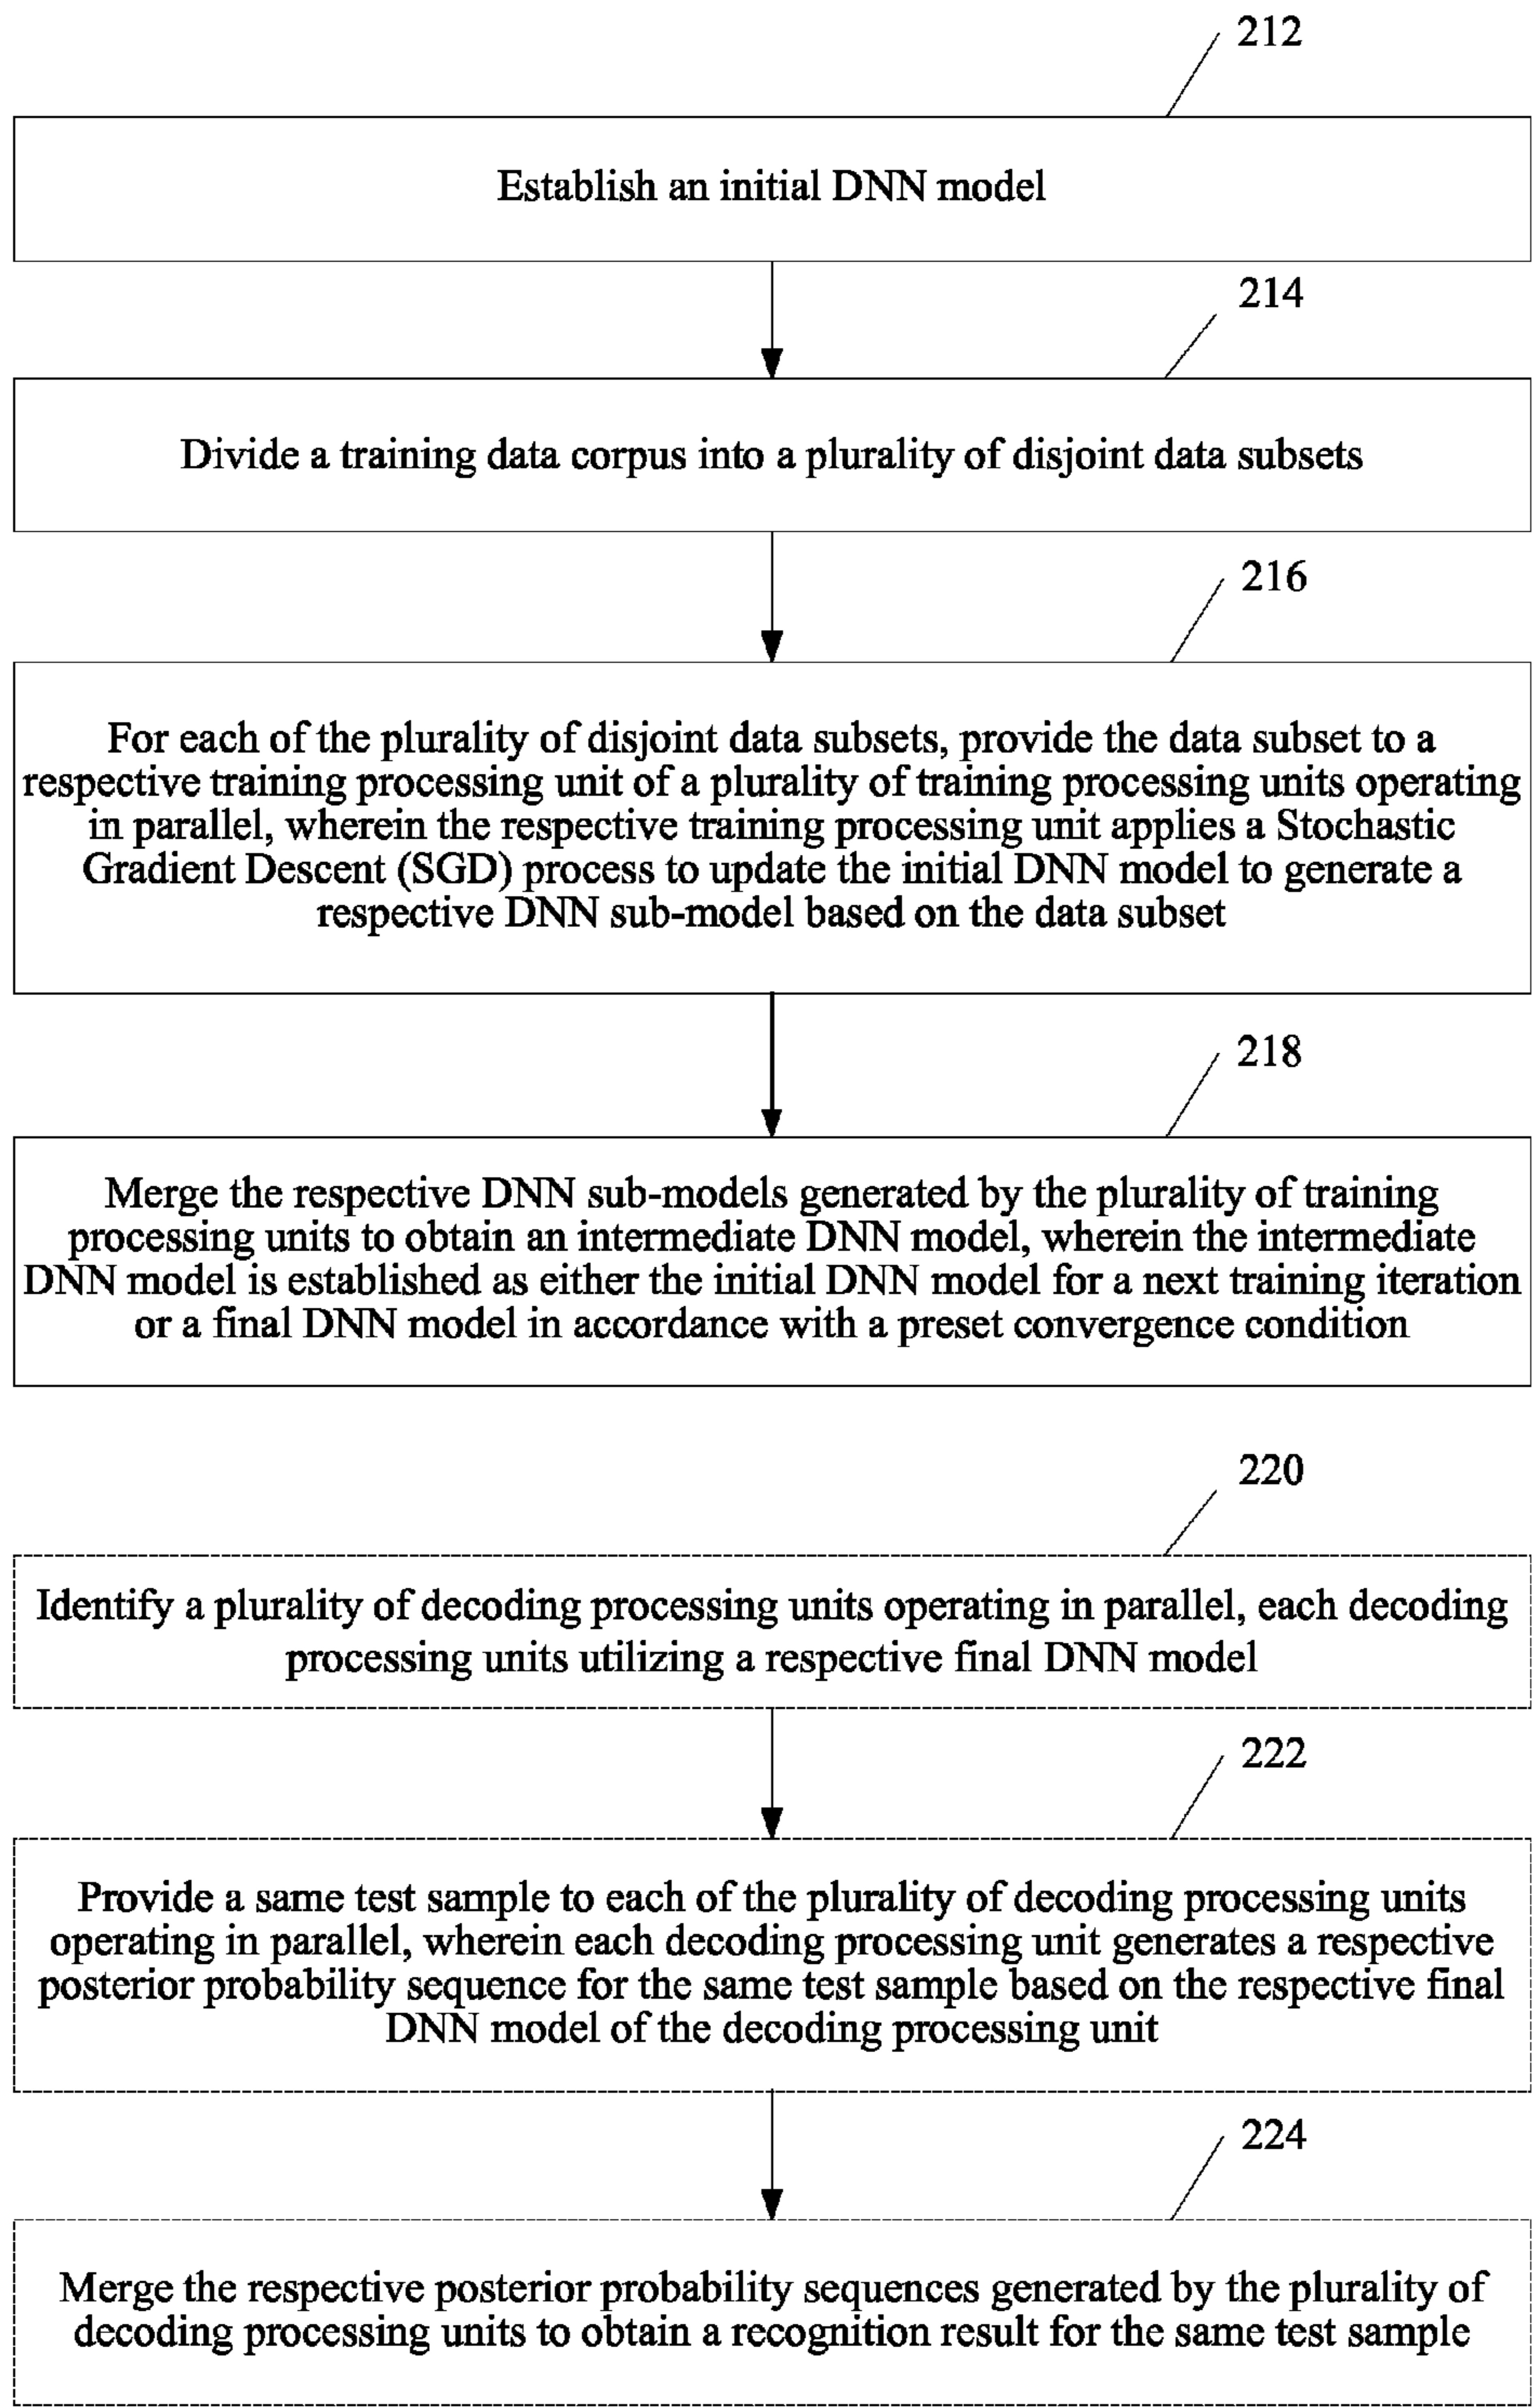 212
Establish an initial DNN model
214
Divide a training data corpus into a plurality of disjoint data subsets
216
For each of the plurality of disjoint data subsets, provide the data subset to a
respective training processing unit of a plurality of training processing units operating
in parallel, wherein the respective training processing unit applies a Stochastic
Gradient Descent (SGD) process to update the initial DNN model to generate a
respective DNN sub-model based on the data subset
218
Merge the respective DNN sub-models generated by the plurality of training
processing units to obtain an intermediate DNN model, wherein the intermediate
DNN model is established as either the initial DNN model for a next training iteration
or a final DNN model in accordance with a preset convergence condition
220
Identify a plurality of decoding processing units operating in parallel, each decoding
processing units utilizing a respective final DNN model
222
Provide a same test sample to each of the plurality of decoding processing units
operating in parallel, wherein each decoding processing unit generates a respective
posterior probability sequence for the same test sample based on the respective final
DNN model of the decoding processing unit
224
Merge the respective posterior probability sequences generated by the plurality of
decoding processing units to obtain a recognition result for the same test sample